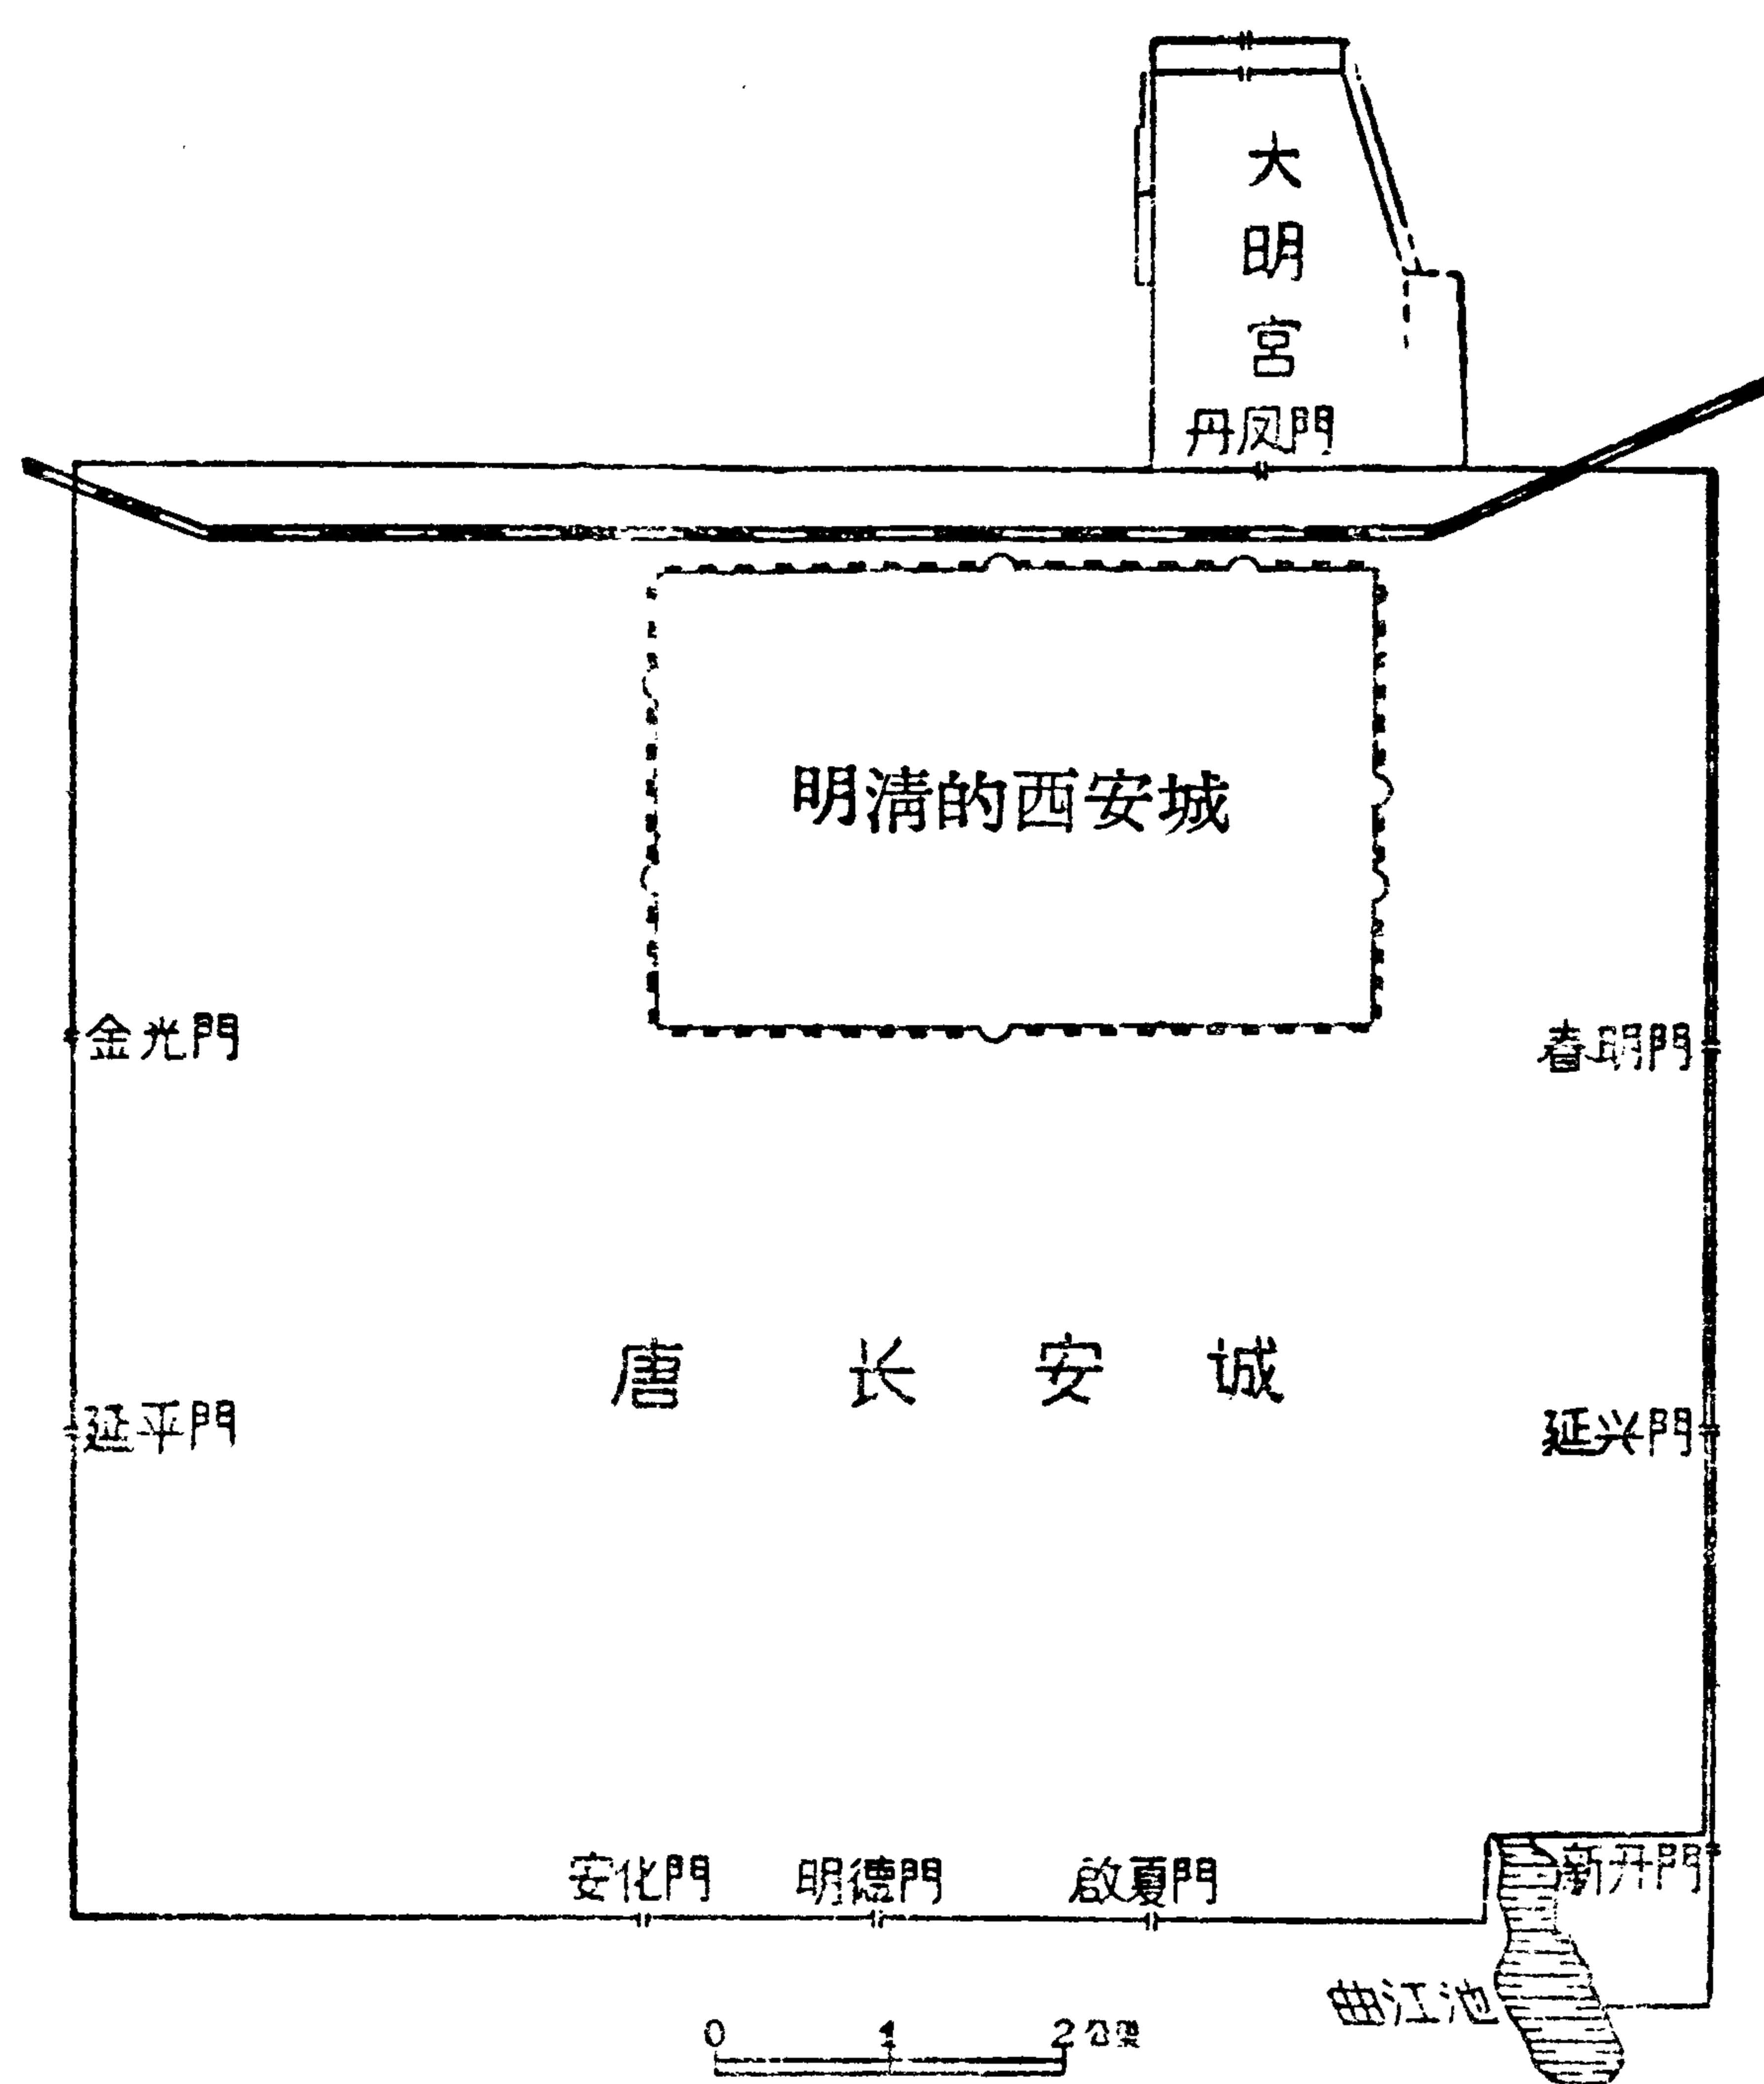 大明宮
丹凤門
明清的西安城
金光門
春明門
唐长安城
延平門
延兴門
安化門
明德門
啟夏門
新开門
曲江池
0 1 2公里